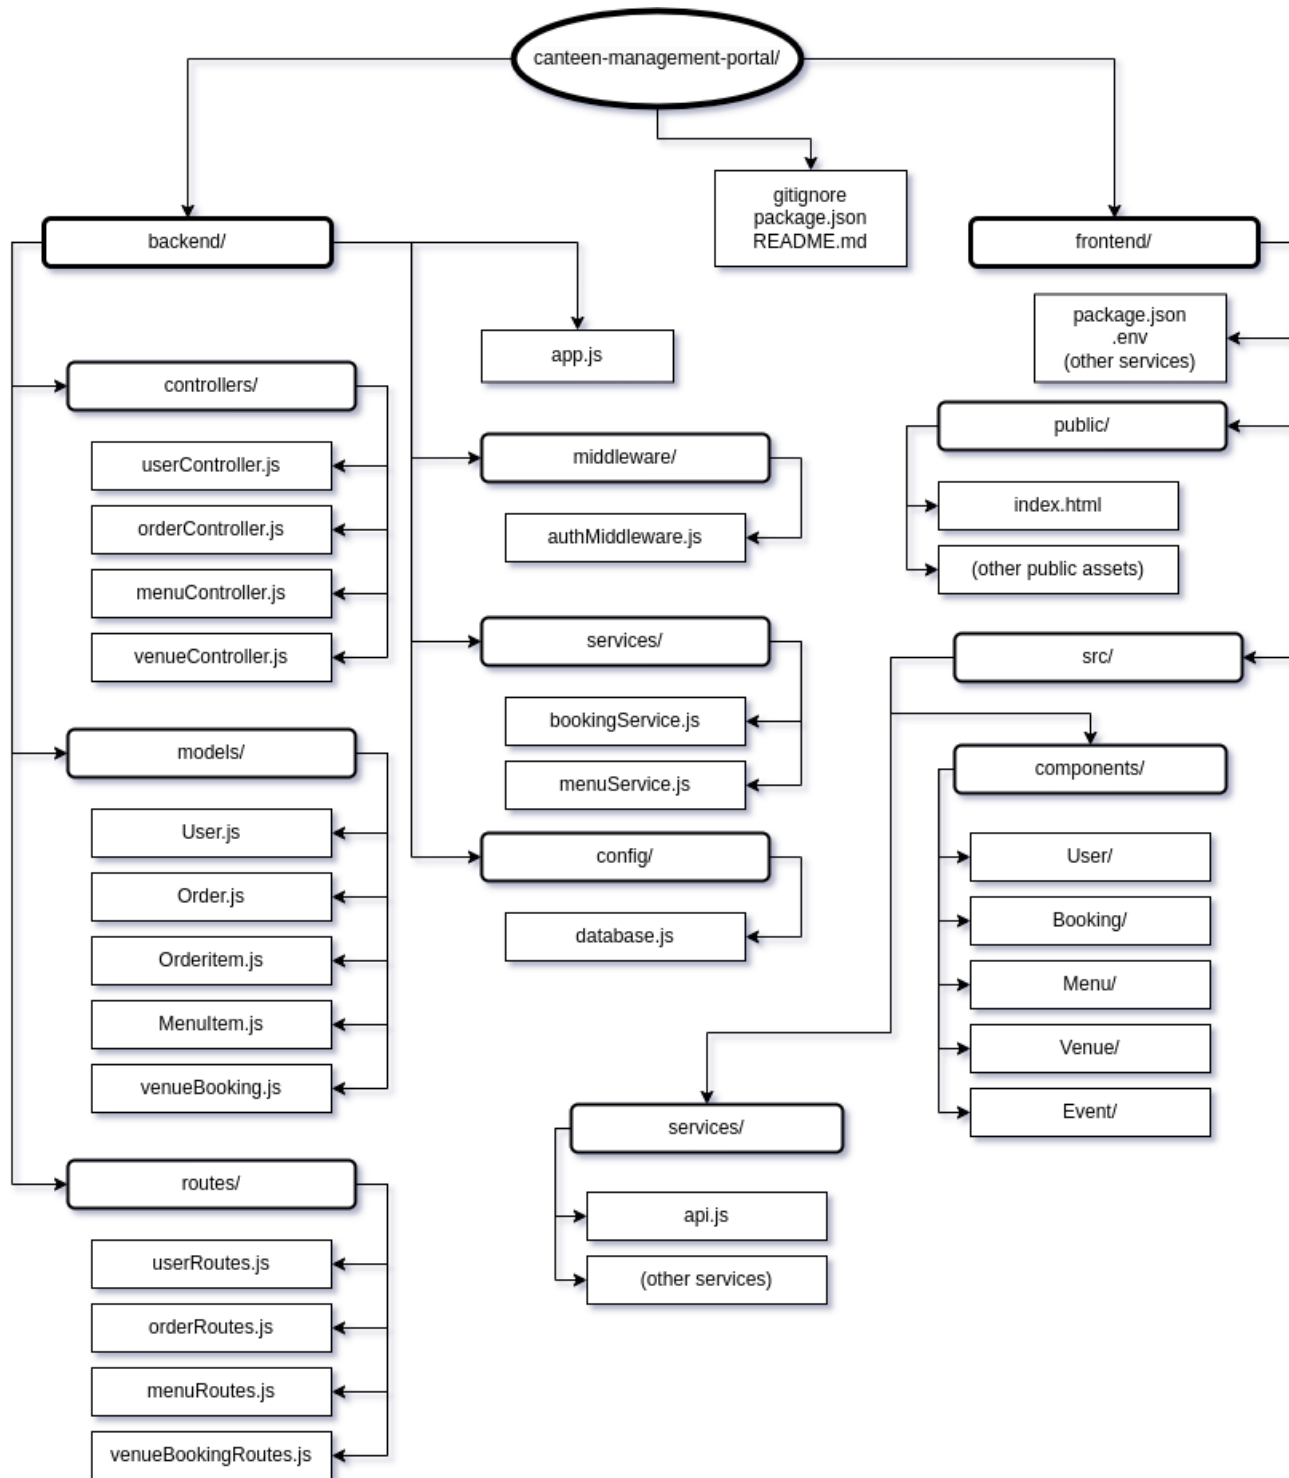 canteen-management-portal/
gitignore
package.json
README.md
backend/
frontend/
package.json
.env
(other services)
app.js
controllers/
userController.js
orderController.js
menuController.js
venueController.js
middleware/
authMiddleware.js
public/
index.html
(other public assets)
services/
bookingService.js
menuService.js
src/
models/
User.js
Order.js
Orderitem.js
MenuItem.js
venueBooking.js
config/
database.js
components/
User/
Booking/
Menu/
Venue/
Event/
services/
api.js
(other services)
routes/
userRoutes.js
orderRoutes.js
menuRoutes.js
venueBookingRoutes.js